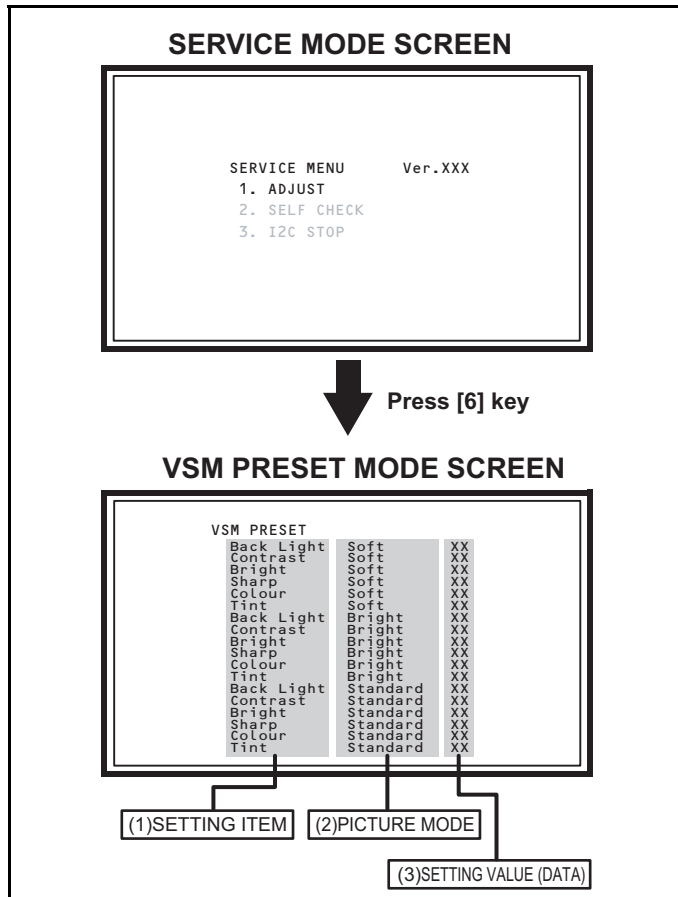 SERVICE MODE SCREEN
SERVICE MENU Ver.XXX
1. ADJUST
2. SELF CHECK
3. I2C STOP
Press [6] key
VSM PRESET MODE SCREEN
VSM PRESET
Back Light Soft XX
Contrast Soft XX
Bright Soft XX
Sharp Soft XX
Colour Soft XX
Tint Soft XX
Back Light Bright XX
Contrast Bright XX
Bright Bright XX
Sharp Bright XX
Colour Bright XX
Tint Bright XX
Back Light Standard XX
Contrast Standard XX
Bright Standard XX
Sharp Standard XX
Colour Standard XX
Tint Standard XX
(1)SETTING ITEM (2)PICTURE MODE
(3)SETTING VALUE (DATA)